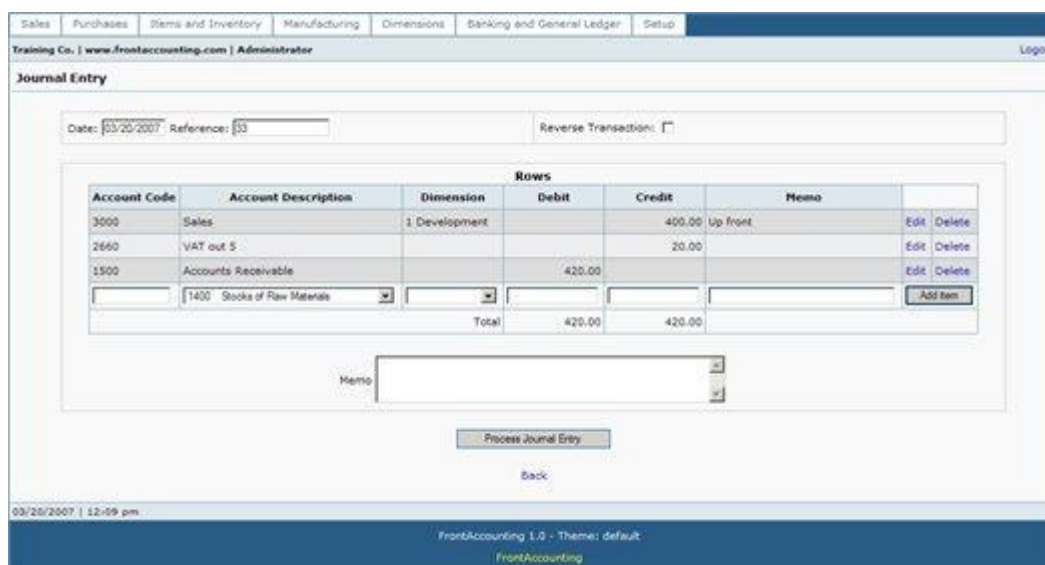 Sales Purchases Items and Inventory Manufacturing Dimensions Banking and General Ledger Setup
Training Co. | www.frontaccounting.com | Administrator Logo
Journal Entry
Date: 03/20/2007 Reference: 33 Reverse Transaction:
Rows
Account Code Account Description Dimension Debit Credit Memo
3000 Sales 1 Development 400.00 Up front Edit Delete
2660 VAT out 5 20.00 Edit Delete
1500 Accounts Receivable 420.00 Edit Delete
1400 Stocks of Raw Materials Add Item
Total 420.00 420.00
Memo
Process Journal Entry
Back
03/20/2007 | 12:09 pm
FrontAccounting 1.0 - Theme: default
FrontAccounting